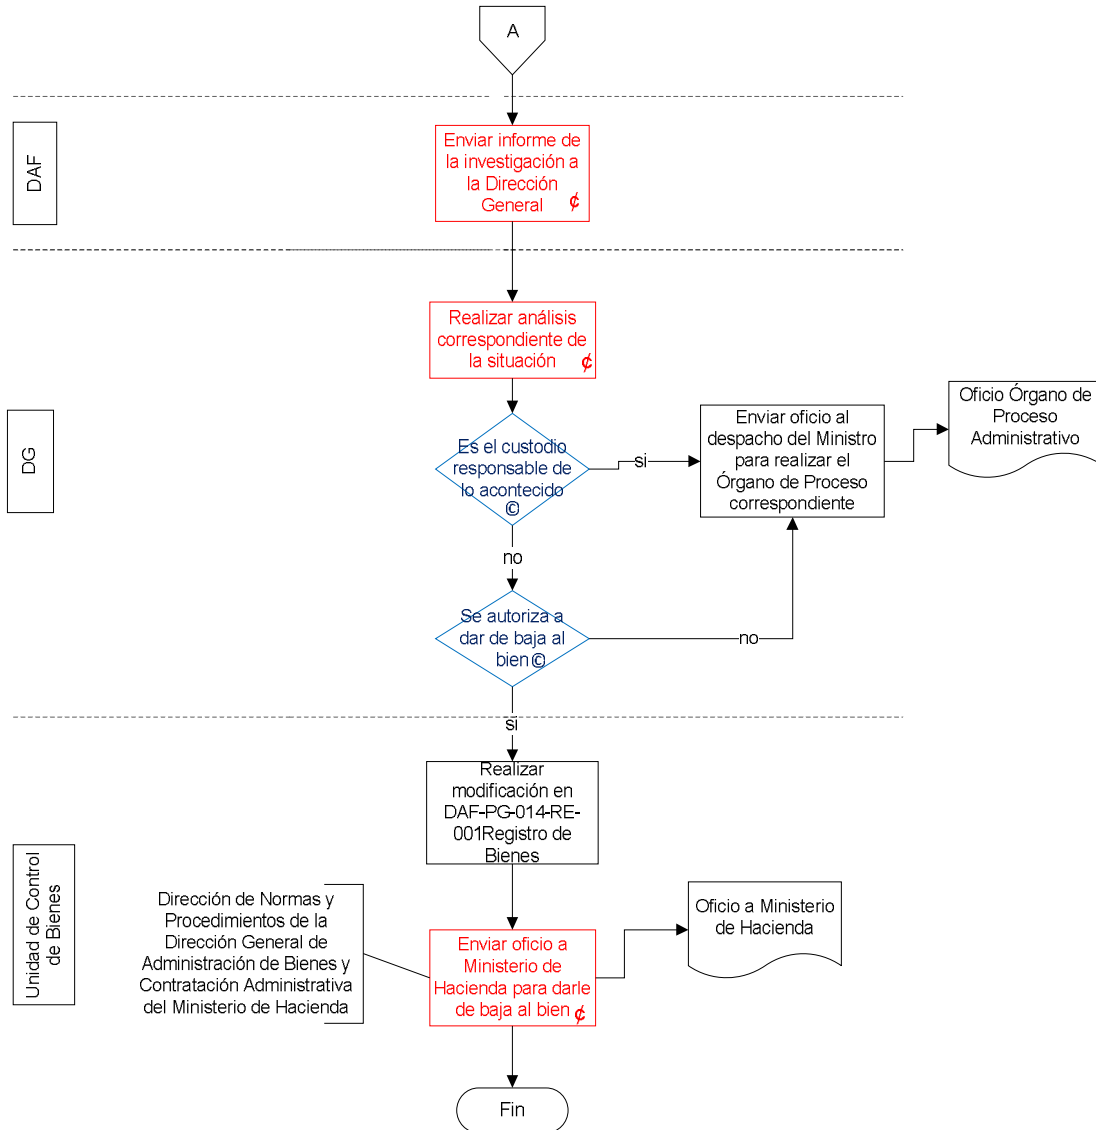 A
DAF
Enviar informe de
la investigación a
la Dirección
General ₵
DG
Realizar análisis
correspondiente de
la situación ₵
Es el custodio
responsable de
lo acontecido
©
si
Enviar oficio al
despacho del Ministro
para realizar el
Órgano de Proceso
correspondiente
Oficio Órgano de
Proceso
Administrativo
no
Se autoriza a
dar de baja al
bien ©
no
si
Unidad de Control
de Bienes
Realizar
modificación en
DAF-PG-014-RE-
001Registro de
Bienes
Dirección de Normas y
Procedimientos de la
Dirección General de
Administración de Bienes y
Contratación Administrativa
del Ministerio de Hacienda
Enviar oficio a
Ministerio de
Hacienda para darle
de baja al bien ₵
Oficio a Ministerio
de Hacienda
Fin